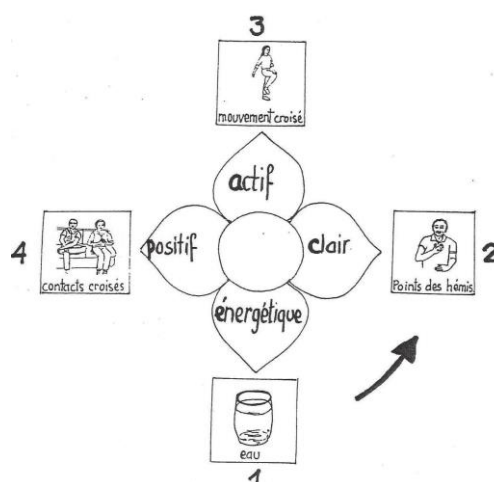 3
mouvement croisé
actif
4
contacts croisés
positif
clair
2
Points des hémis
énergétique
eau
1